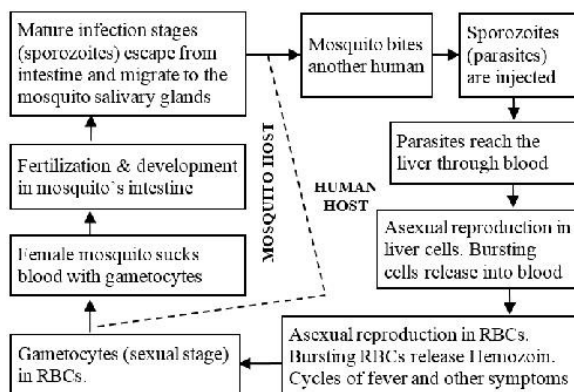 Mature infection stages
(sporozoites) escape from
intestine and migrate to the
mosquito salivary glands
Mosquito bites
another human
Sporozoites
(parasites)
are injected
Parasites reach the
liver through blood
Fertilization & development
in mosquito`s intestine
MOSQUITO HOST
HUMAN
HOST
Asexual reproduction in
liver cells. Bursting
cells release into blood
Female mosquito sucks
blood with gametocytes
Gametocytes (sexual stage)
in RBCs.
Asexual reproduction in RBCs.
Bursting RBCs release Hemozoin.
Cycles of fever and other symptoms